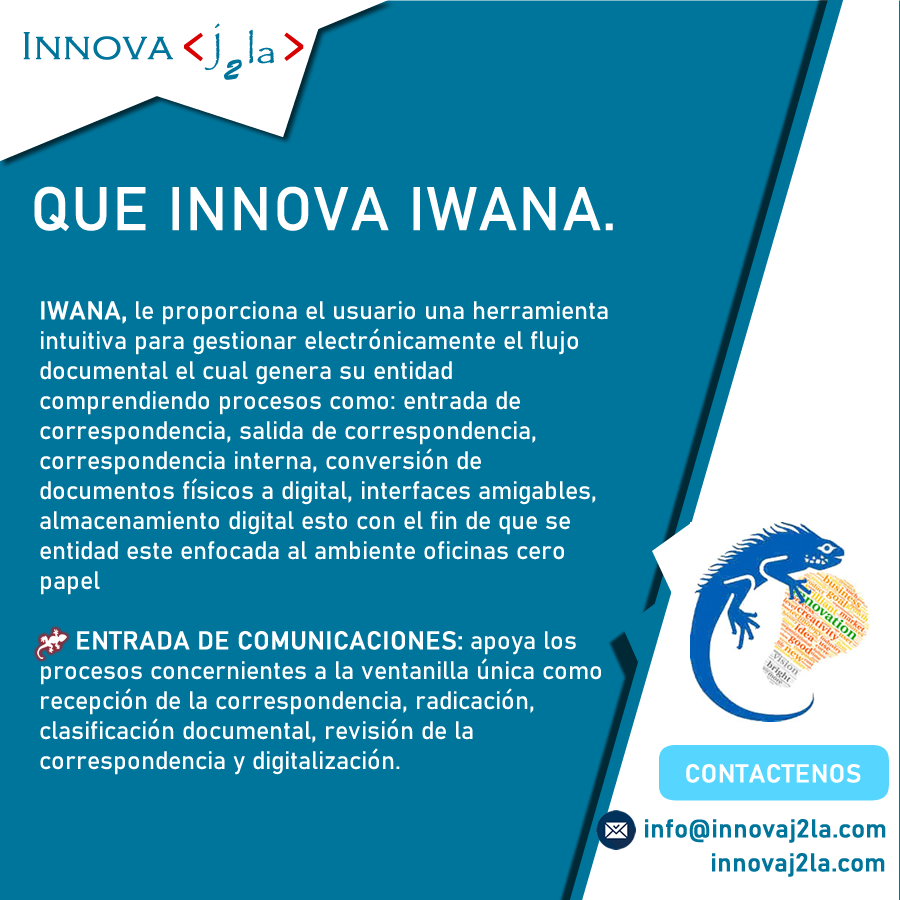 INNOVA <j2la>
QUE INNOVA IWANA.
IWANA, le proporciona el usuario una herramienta
intuitiva para gestionar electrónicamente el flujo
documental el cual genera su entidad
comprendiendo procesos como: entrada de
correspondencia, salida de correspondencia,
correspondencia interna, conversión de
documentos físicos a digital, interfaces amigables,
almacenamiento digital esto con el fin de que se
entidad este enfocada al ambiente oficinas cero
papel
ENTRADA DE COMUNICACIONES: apoya los
procesos concernientes a la ventanilla única como
recepción de la correspondencia, radicación,
clasificación documental, revisión de la
correspondencia y digitalización.
business
goal
market
creativity
novation
idea
good
new
vision
bright
CONTACTENOS
info@innovaj2la.com
innovaj2la.com